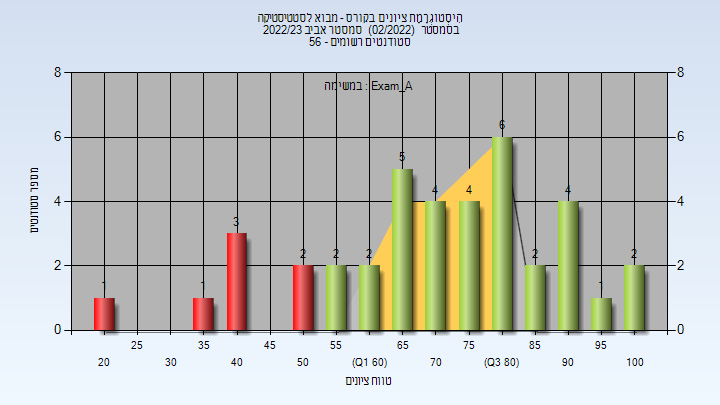 היסטוגרמת ציונים בקורס - מבוא לסטטיסטיקה
בסמסטר (02/2022) סמסטר אביב 2022/23
סטודנטים רשומים - 56
במשימה : Exam_A
8 8
6 6
4 4
2 2
0 0
מספר סטודנטים
1 1 3 2 2 2 5 4 4 6 2 4 1 2
25 35 45 55 65 75 85 95
20 30 40 50 (Q1 60) 70 (Q3 80) 90 100
טווח ציונים